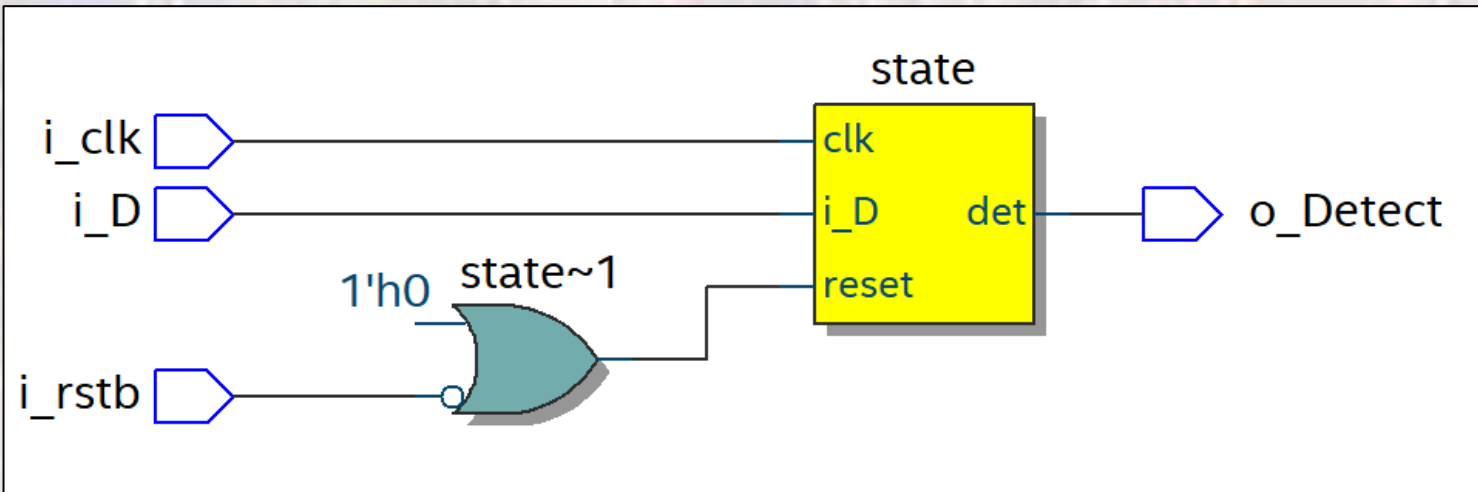 state
i_clk
clk
i_D
i_D
det
o_Detect
state~1
1'h0
reset
i_rstb